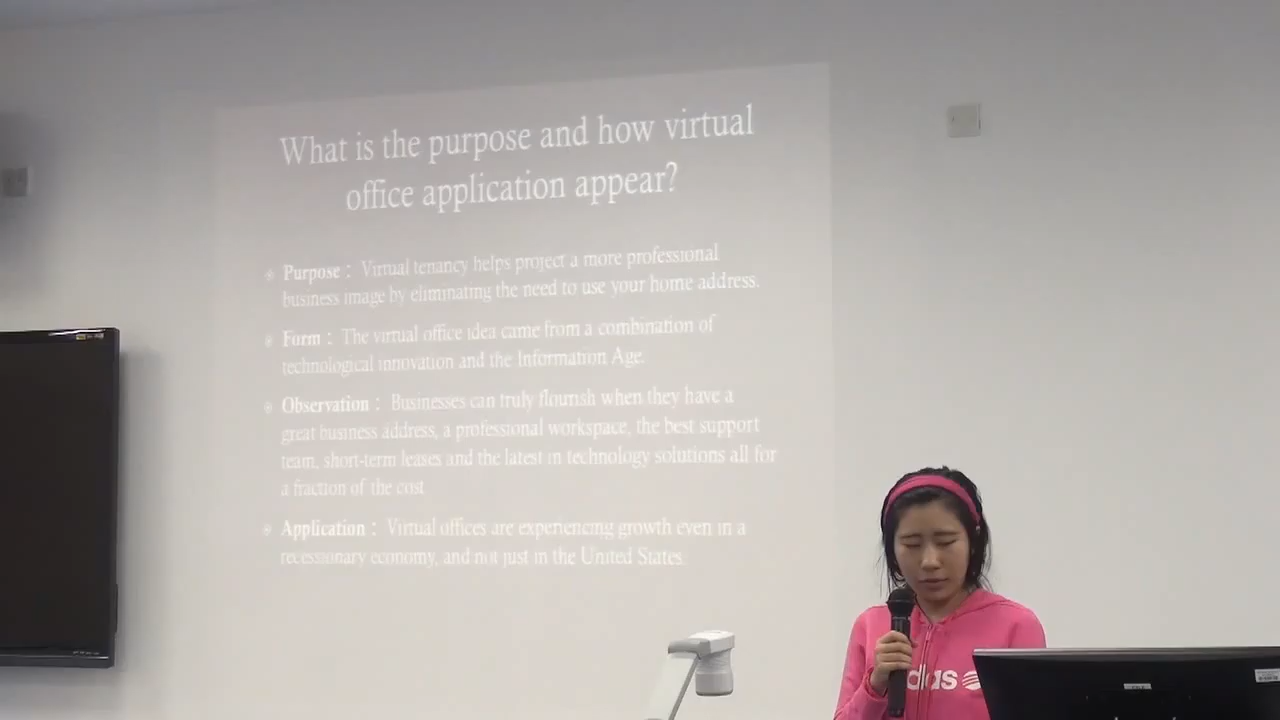 What is the purpose and how virtual
office application appear?
Purpose : Virtual tenancy helps project a more professional
business image by eliminating the need to use your home address.
Form : The virtual office idea came from a combination of
technological innovation and the Information Age.
Observation : Businesses can truly flourish when they have a
great business address, a professional workspace, the best support
team, short-term leases and the latest in technology solutions all for
a fraction of the cost
Application : Virtual offices are experiencing growth even in a
recessionary economy, and not just in the United States.
das